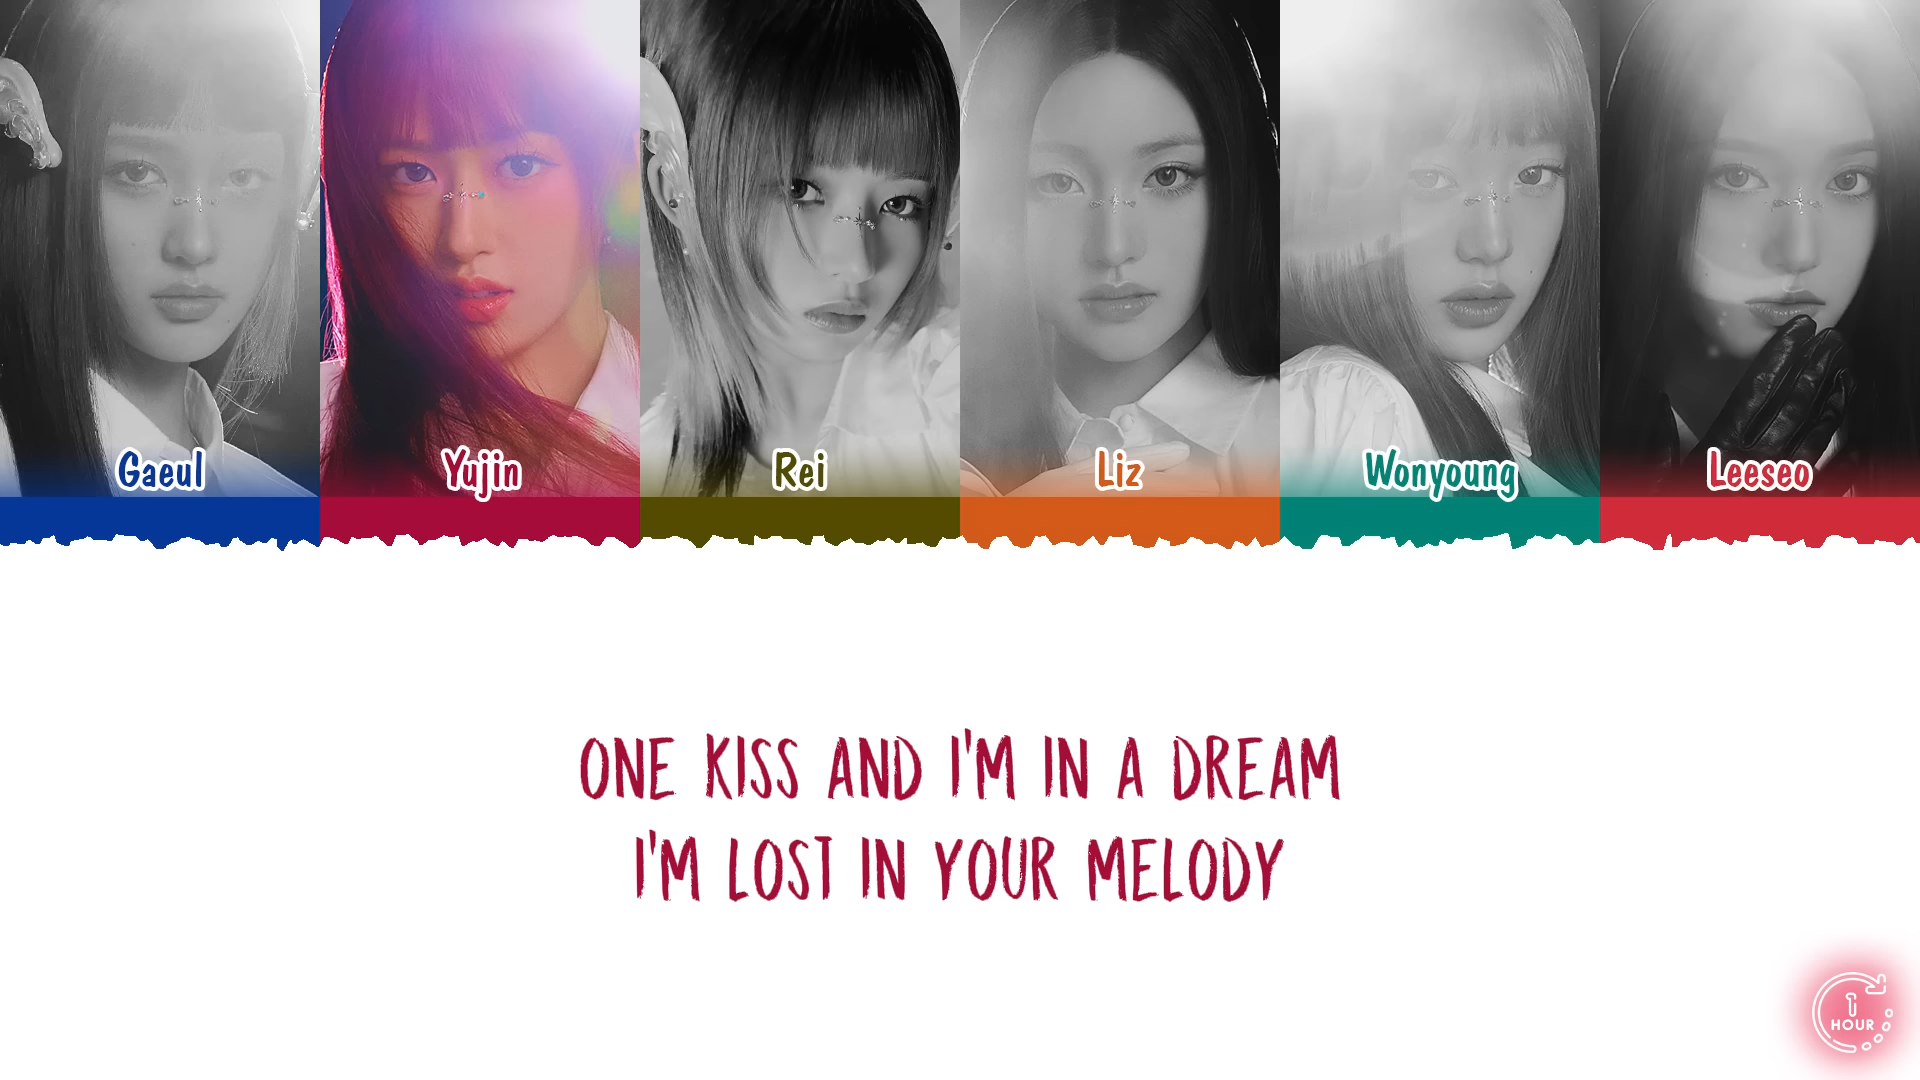 Gaeul
Yujin
Rei
Liz
Wonyoung
Leeseo
ONE KISS AND I'M IN A DREAM
I'M LOST IN YOUR MELODY
1
HOUR